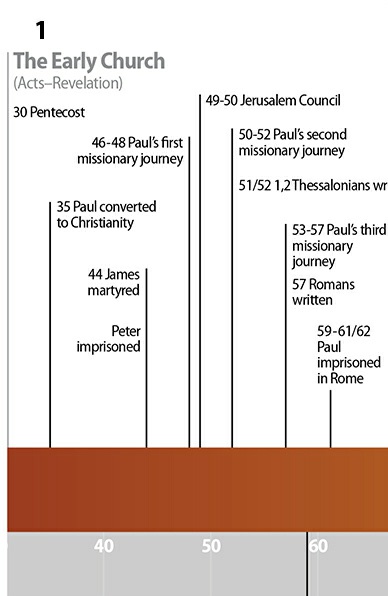 1
The Early Church
(Acts–Revelation)
30 Pentecost
49-50 Jerusalem Council
46-48 Paul's first
missionary journey
50-52 Paul's second
missionary journey
51/52 1,2 Thessalonians wr
35 Paul converted
to Christianity
53-57 Paul's third
missionary
journey
44 James
martyred
57 Romans
written
Peter
imprisoned
59-61/62
Paul
imprisoned
in Rome
40 50 60